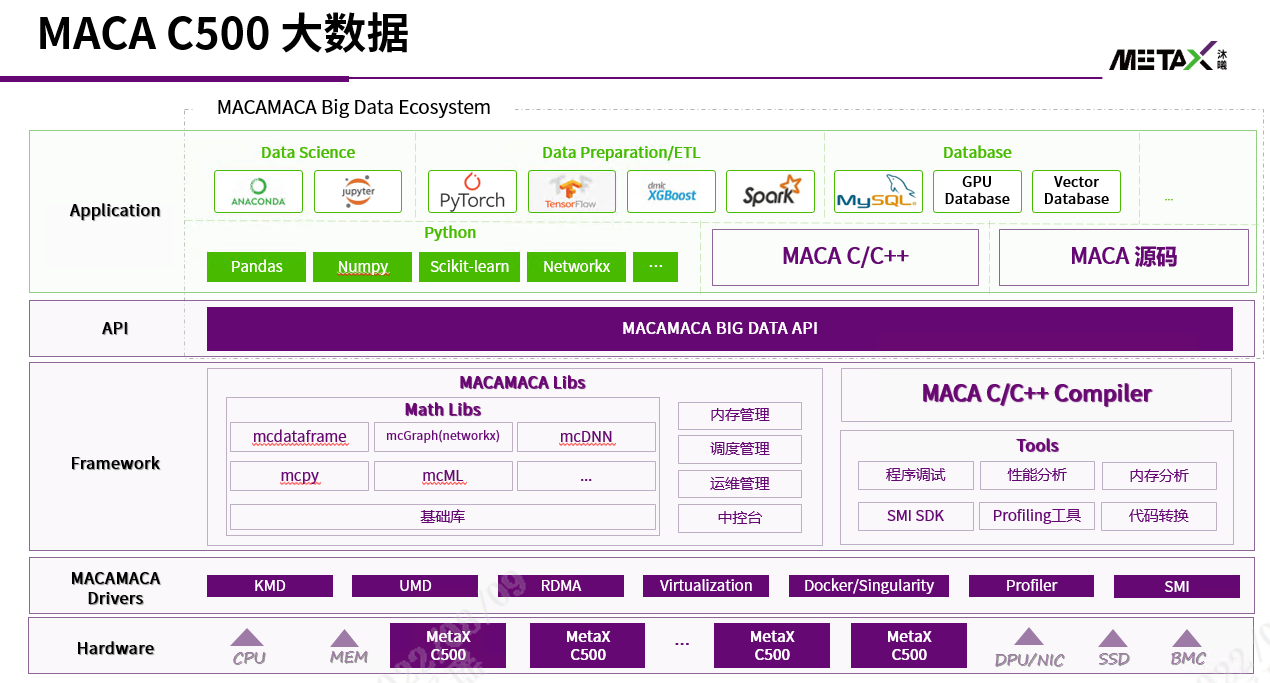 MACA C500 大数据
METAX 沐曦
MACAMACA Big Data Ecosystem
Application
Data Science
Data Preparation/ETL
Database
ANACONDA
jupyter
PyTorch
TensorFlow
dmlc
XGBoost
Spark
MySQL
GPU
Database
Vector
Database
...
Python
Pandas
Numpy
Scikit-learn
Networkx
...
MACA C/C++
MACA 源码
API
MACAMACA BIG DATA API
Framework
MACAMACA Libs
Math Libs
mcdataframe
mcGraph(networkx)
mcDNN
mcpy
mcML
...
基础库
内存管理
调度管理
运维管理
中控台
MACA C/C++ Compiler
Tools
程序调试
性能分析
内存分析
SMI SDK
Profiling工具
代码转换
MACAMACA
Drivers
KMD
UMD
RDMA
Virtualization
Docker/Singularity
Profiler
SMI
Hardware
CPU
MEM
MetaX
C500
MetaX
C500
...
MetaX
C500
MetaX
C500
DPU/NIC
SSD
BMC